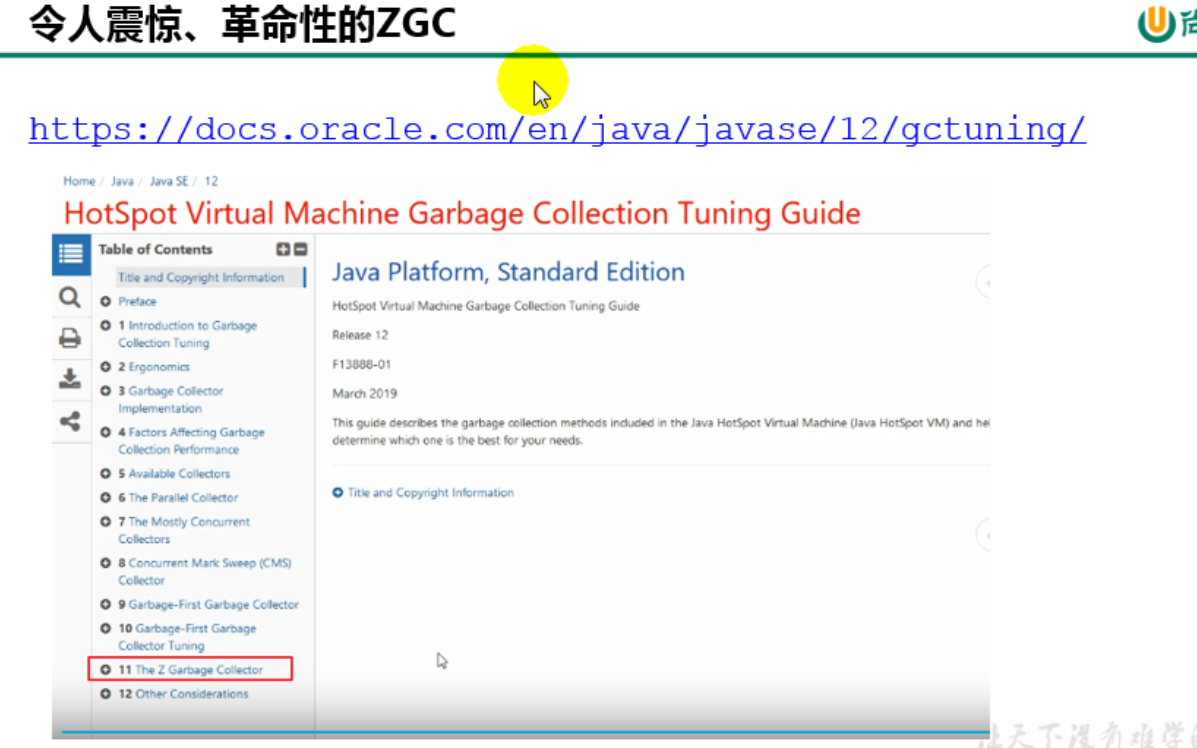 令人震惊、革命性的ZGC
https://docs.oracle.com/en/java/javase/12/gctuning/
Home / Java / Java SE / 12
HotSpot Virtual Machine Garbage Collection Tuning Guide
Table of Contents
Title and Copyright Information
Preface
1 Introduction to Garbage
Collection Tuning
2 Ergonomics
3 Garbage Collector
Implementation
4 Factors Affecting Garbage
Collection Performance
5 Available Collectors
6 The Parallel Collector
7 The Mostly Concurrent
Collectors
8 Concurrent Mark Sweep (CMS)
Collector
9 Garbage-First Garbage Collector
10 Garbage-First Garbage
Collector Tuning
11 The Z Garbage Collector
12 Other Considerations
Java Platform, Standard Edition
HotSpot Virtual Machine Garbage Collection Tuning Guide
Release 12
F13888-01
March 2019
This guide describes the garbage collection methods included in the Java HotSpot Virtual Machine (Java HotSpot VM) and
determine which one is the best for your needs.
Title and Copyright Information
天下没有难学